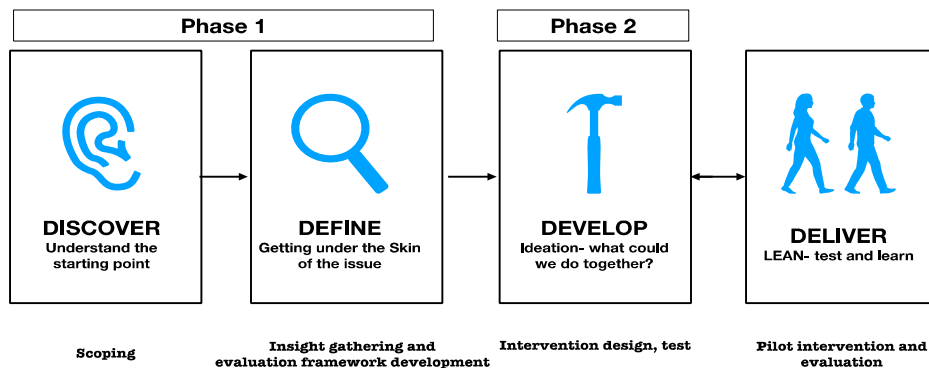 Phase 1
Phase 2
DISCOVER
Understand the
starting point
DEFINE
Getting under the Skin
of the issue
DEVELOP
Ideation- what could
we do together?
DELIVER
LEAN- test and learn
Scoping
Insight gathering and
evaluation framework development
Intervention design, test
Pilot intervention and
evaluation